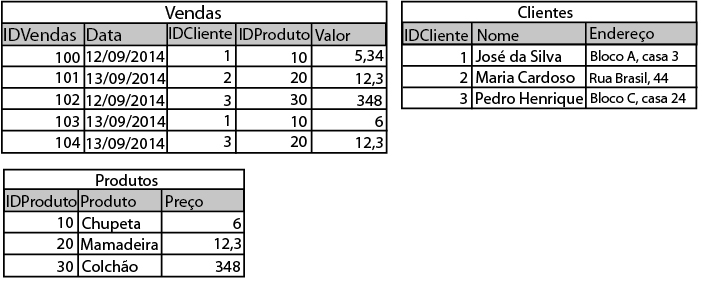 Vendas
IDVendas Data IDCliente IDProduto Valor
100 12/09/2014 1 10 5,34
101 13/09/2014 2 20 12,3
102 12/09/2014 3 30 348
103 13/09/2014 1 10 6
104 13/09/2014 3 20 12,3
Clientes
IDCliente Nome Endereço
1 José da Silva Bloco A, casa 3
2 Maria Cardoso Rua Brasil, 44
3 Pedro Henrique Bloco C, casa 24
Produtos
IDProduto Produto Preço
10 Chupeta 6
20 Mamadeira 12,3
30 Colchão 348